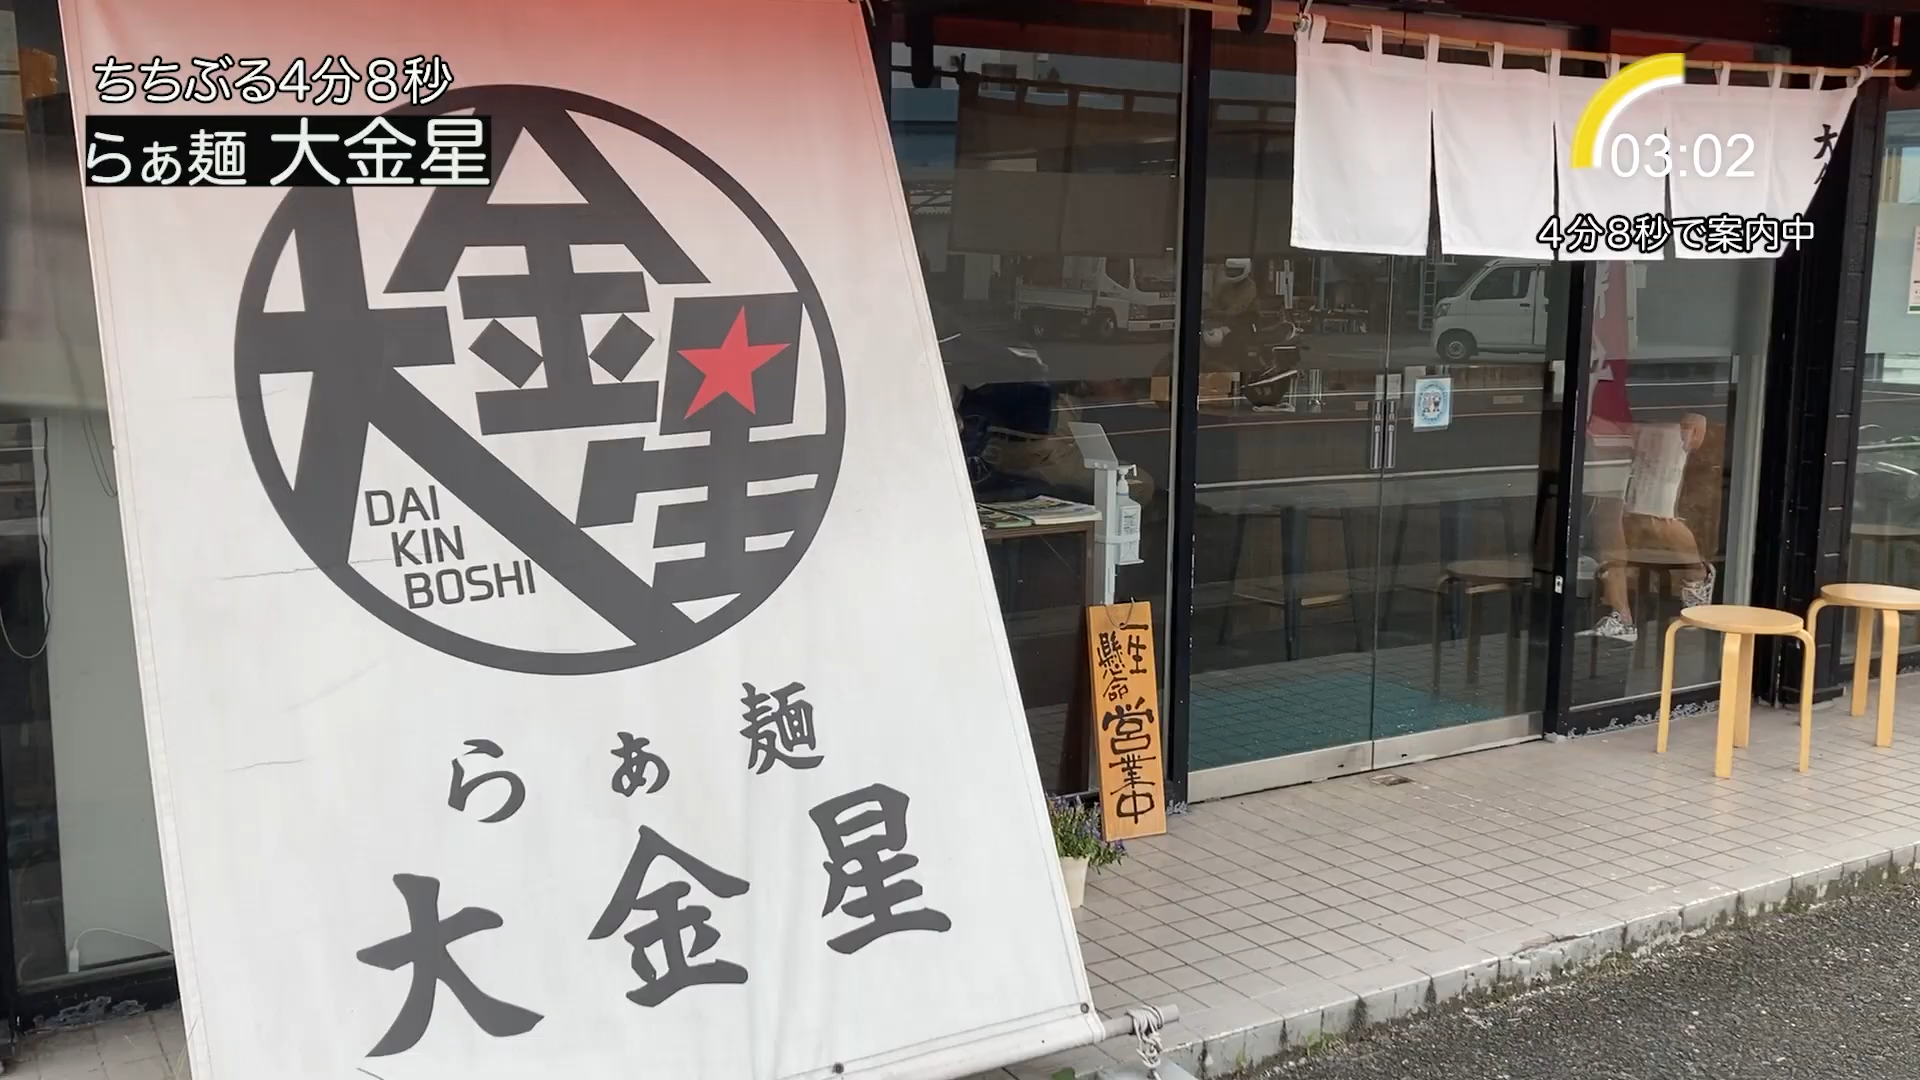 ちちぶる4分8秒
らぁ麺 大金星
03:02
4分8秒で案内中
大金星
DAI
KIN
BOSHI
らぁ麺
大金星
一生
懸命
営業中
大